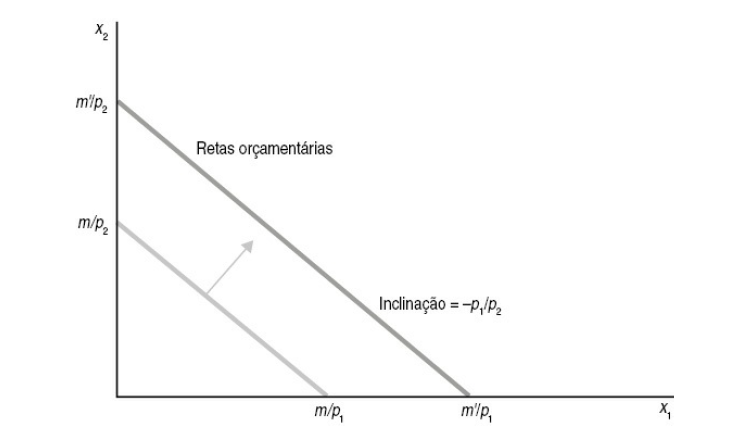 x₂
m'/p₂
Retas orçamentárias
m/p₂
Inclinação = –p₁/p₂
m/p₁
m'/p₁
x₁